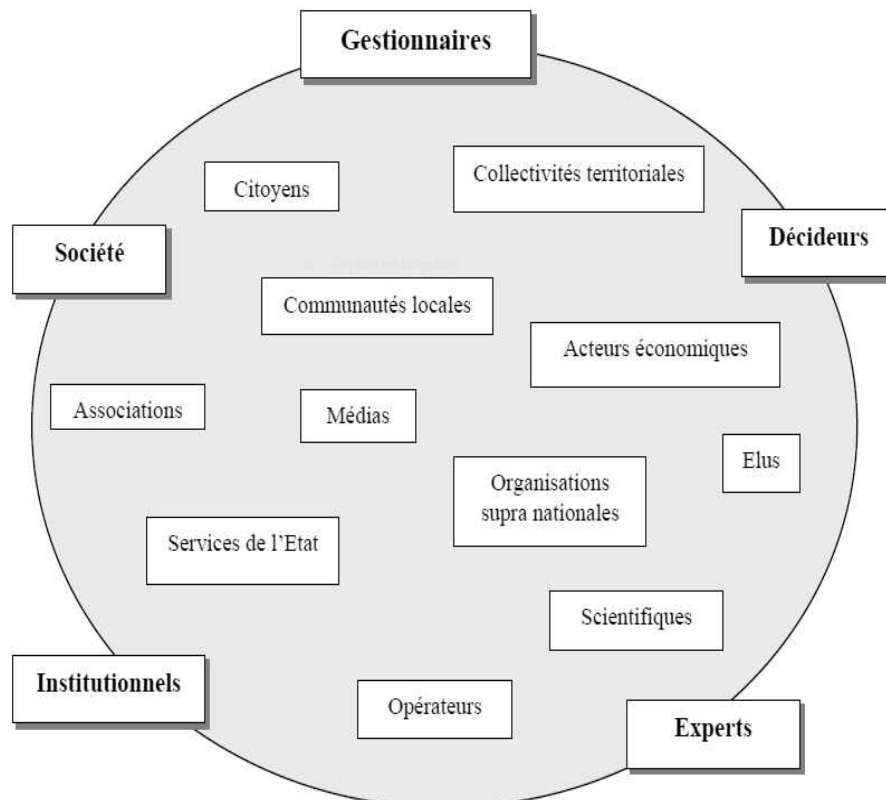 Gestionnaires
Citoyens
Collectivités territoriales
Société
Décideurs
Communautés locales
Acteurs économiques
Associations
Médias
Elus
Organisations
supra nationales
Services de l’Etat
Scientifiques
Institutionnels
Opérateurs
Experts